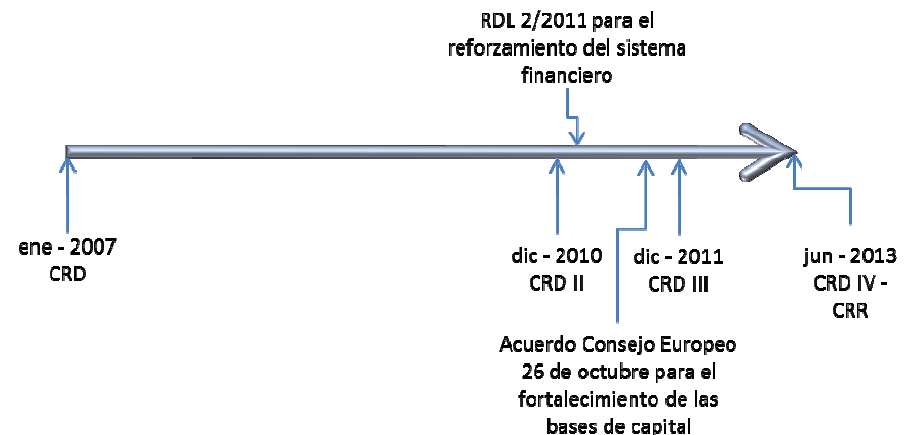 RDL 2/2011 para el
reforzamiento del sistema
financiero
ene - 2007
CRD
dic - 2010
CRD II
dic - 2011
CRD III
jun - 2013
CRD IV -
CRR
Acuerdo Consejo Europeo
26 de octubre para el
fortalecimiento de las
bases de capital